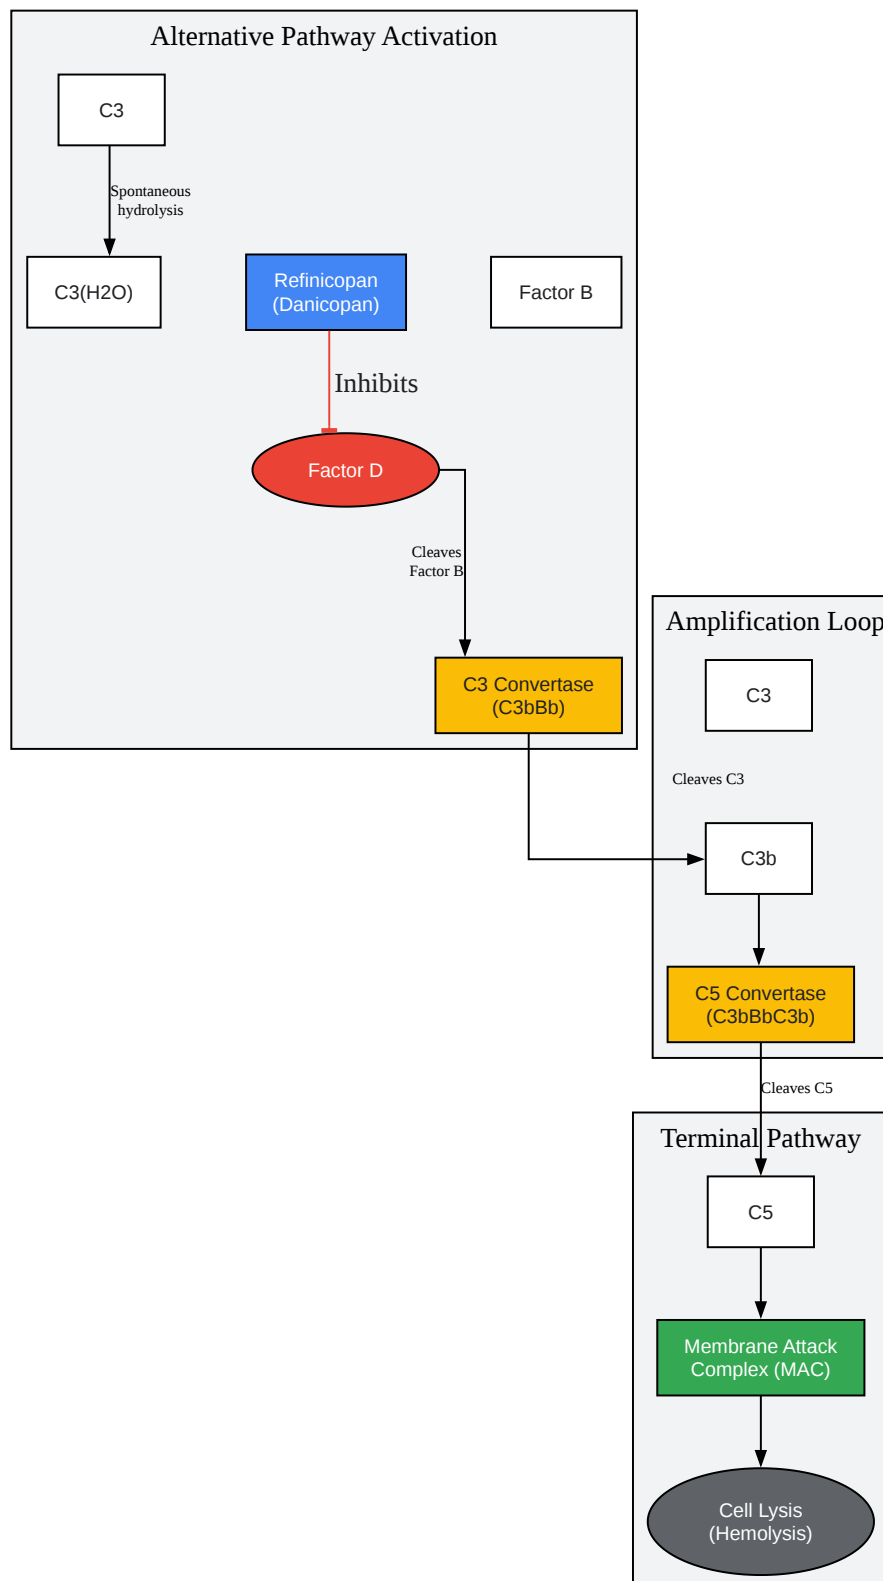 Alternative Pathway Activation
C3
Spontaneous
hydrolysis
C3(H2O)
Refinicopan
(Danicopan)
Factor B
Inhibits
Factor D
Cleaves
Factor B
C3 Convertase
(C3bBb)
Amplification Loop
C3
Cleaves C3
C3b
C5 Convertase
(C3bBbC3b)
Cleaves C5
Terminal Pathway
C5
Membrane Attack
Complex (MAC)
Cell Lysis
(Hemolysis)